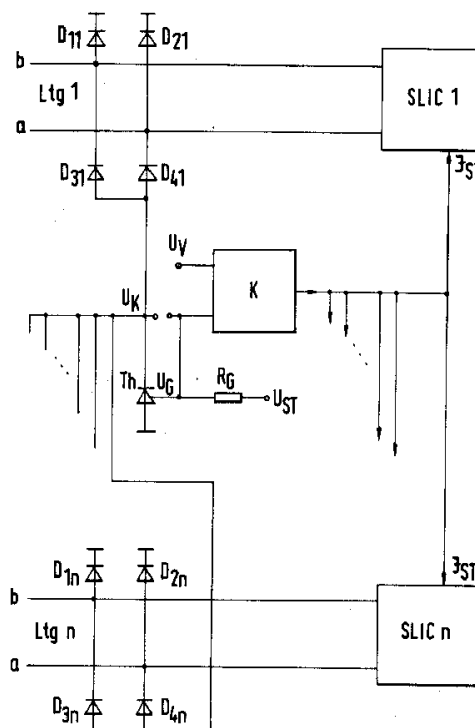 D11 D21
b
Ltg 1
SLIC 1
a
D31 D41
3ST
UV
K
UK
Th UG
RG
UST
D1n D2n
3ST
b
Ltg n
SLIC n
a
D3n D4n